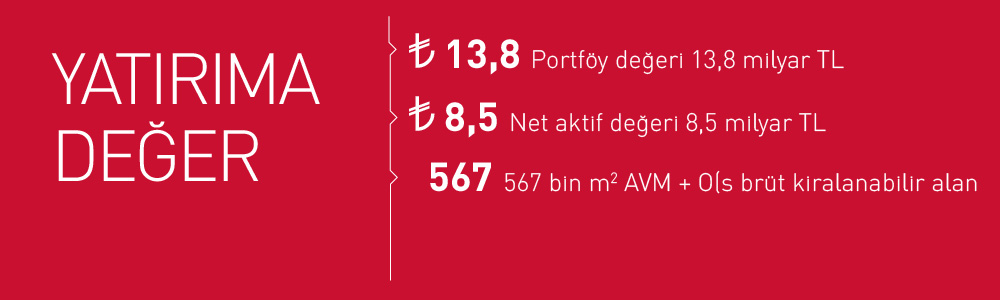 YATIRIMA
DEĞER
₺ 13,8 Portföy değeri 13,8 milyar TL
₺ 8,5 Net aktif değeri 8,5 milyar TL
567 567 bin m² AVM + O(s brüt kiralanabilir alan